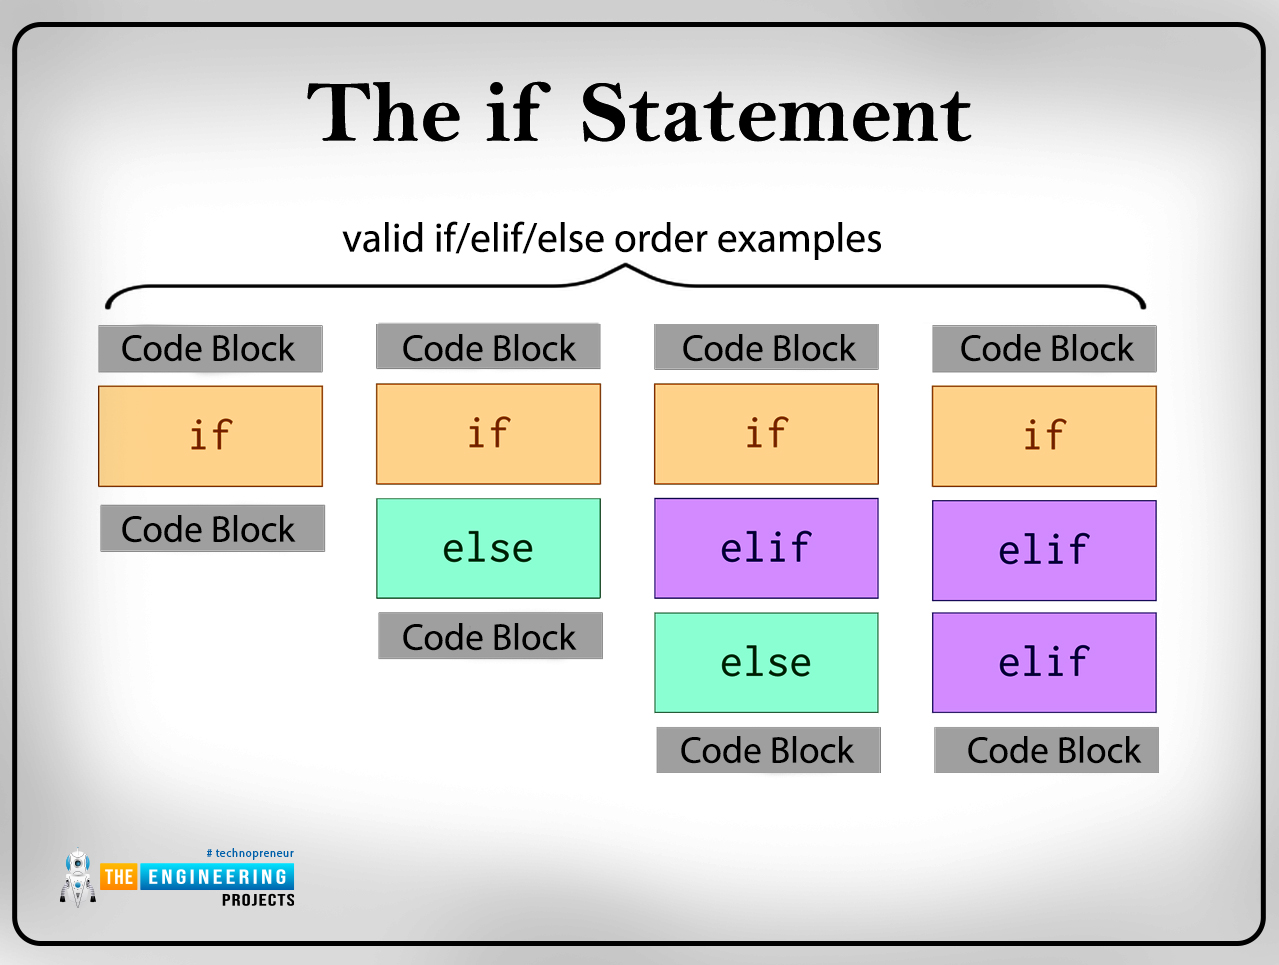 The if Statement
valid if/elif/else order examples
Code Block
if
Code Block
Code Block
if
else
Code Block
Code Block
if
elif
else
Code Block
Code Block
if
elif
elif
Code Block
# technopreneur
THE ENGINEERING
PROJECTS